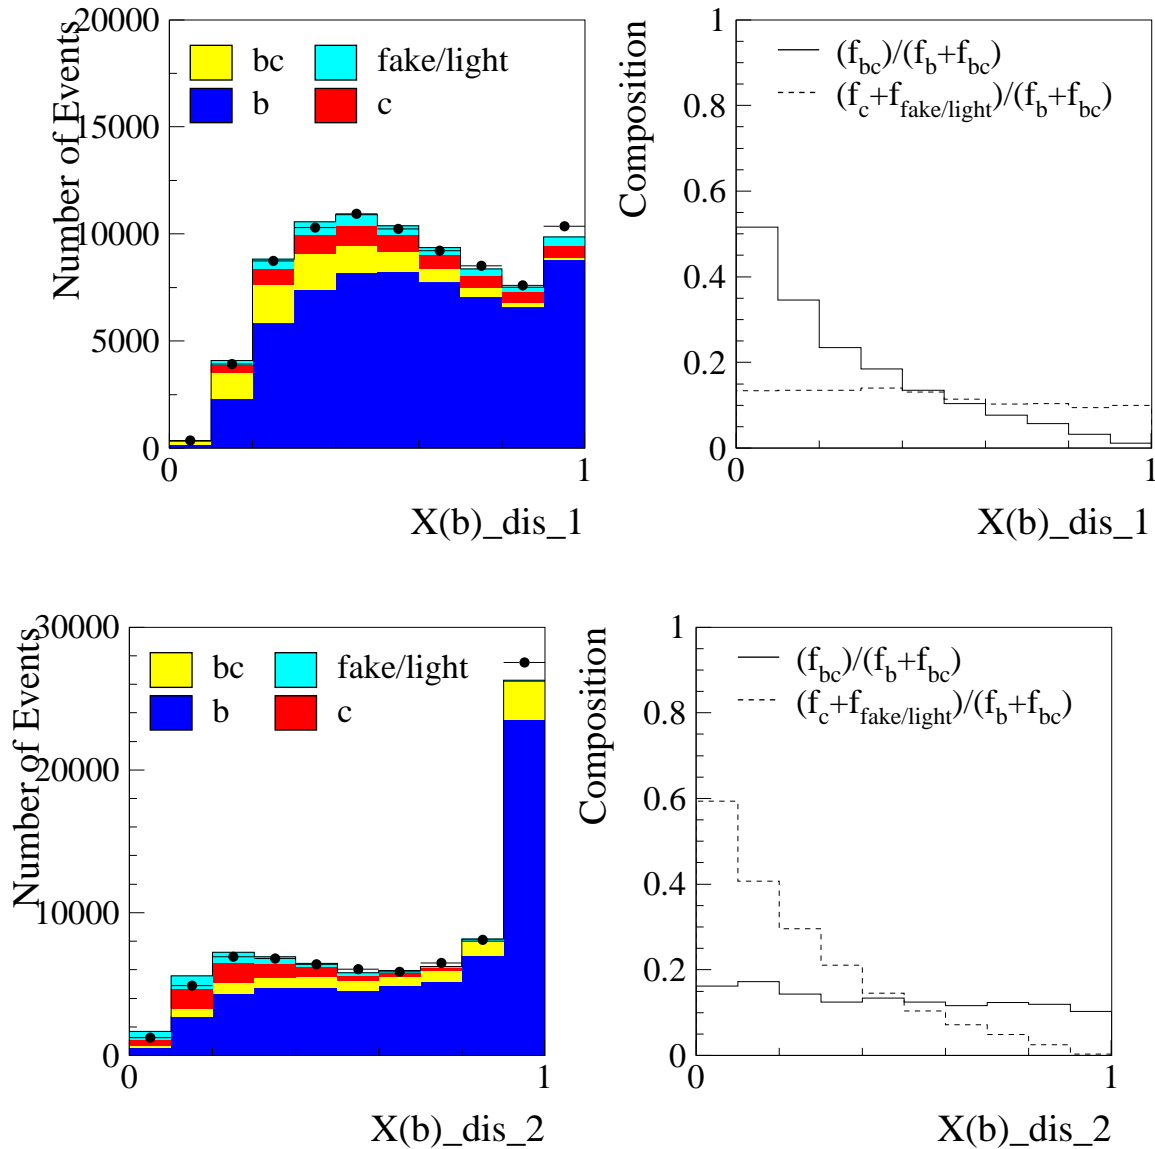 20000
15000
10000
5000
0
Number of Events
bc
fake/light
b
c
0
1
X(b)_dis_1
1
0.8
0.6
0.4
0.2
0
Composition
(f_bc)/(f_b+f_bc)
(f_c+f_fake/light)/(f_b+f_bc)
0
1
X(b)_dis_1
30000
20000
10000
0
Number of Events
bc
fake/light
b
c
0
1
X(b)_dis_2
1
0.8
0.6
0.4
0.2
0
Composition
(f_bc)/(f_b+f_bc)
(f_c+f_fake/light)/(f_b+f_bc)
0
1
X(b)_dis_2